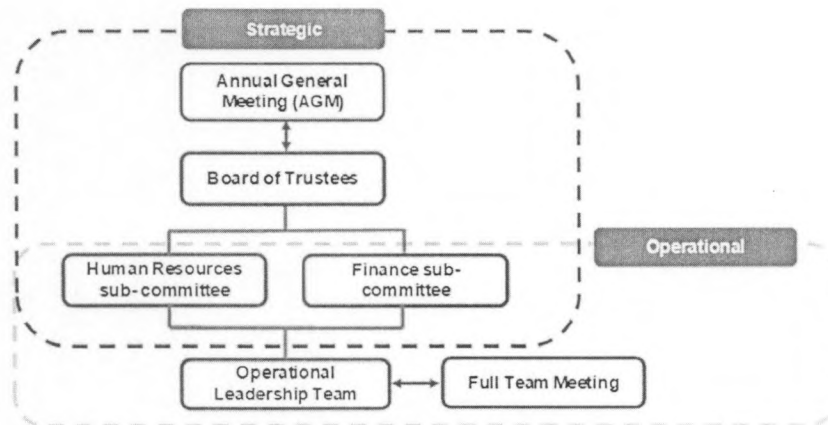 Strategic
Annual General
Meeting (AGM)
Board of Trustees
Operational
Human Resources
sub- committee
Finance sub-
committee
Operational
Leadership Team
Full Team Meeting